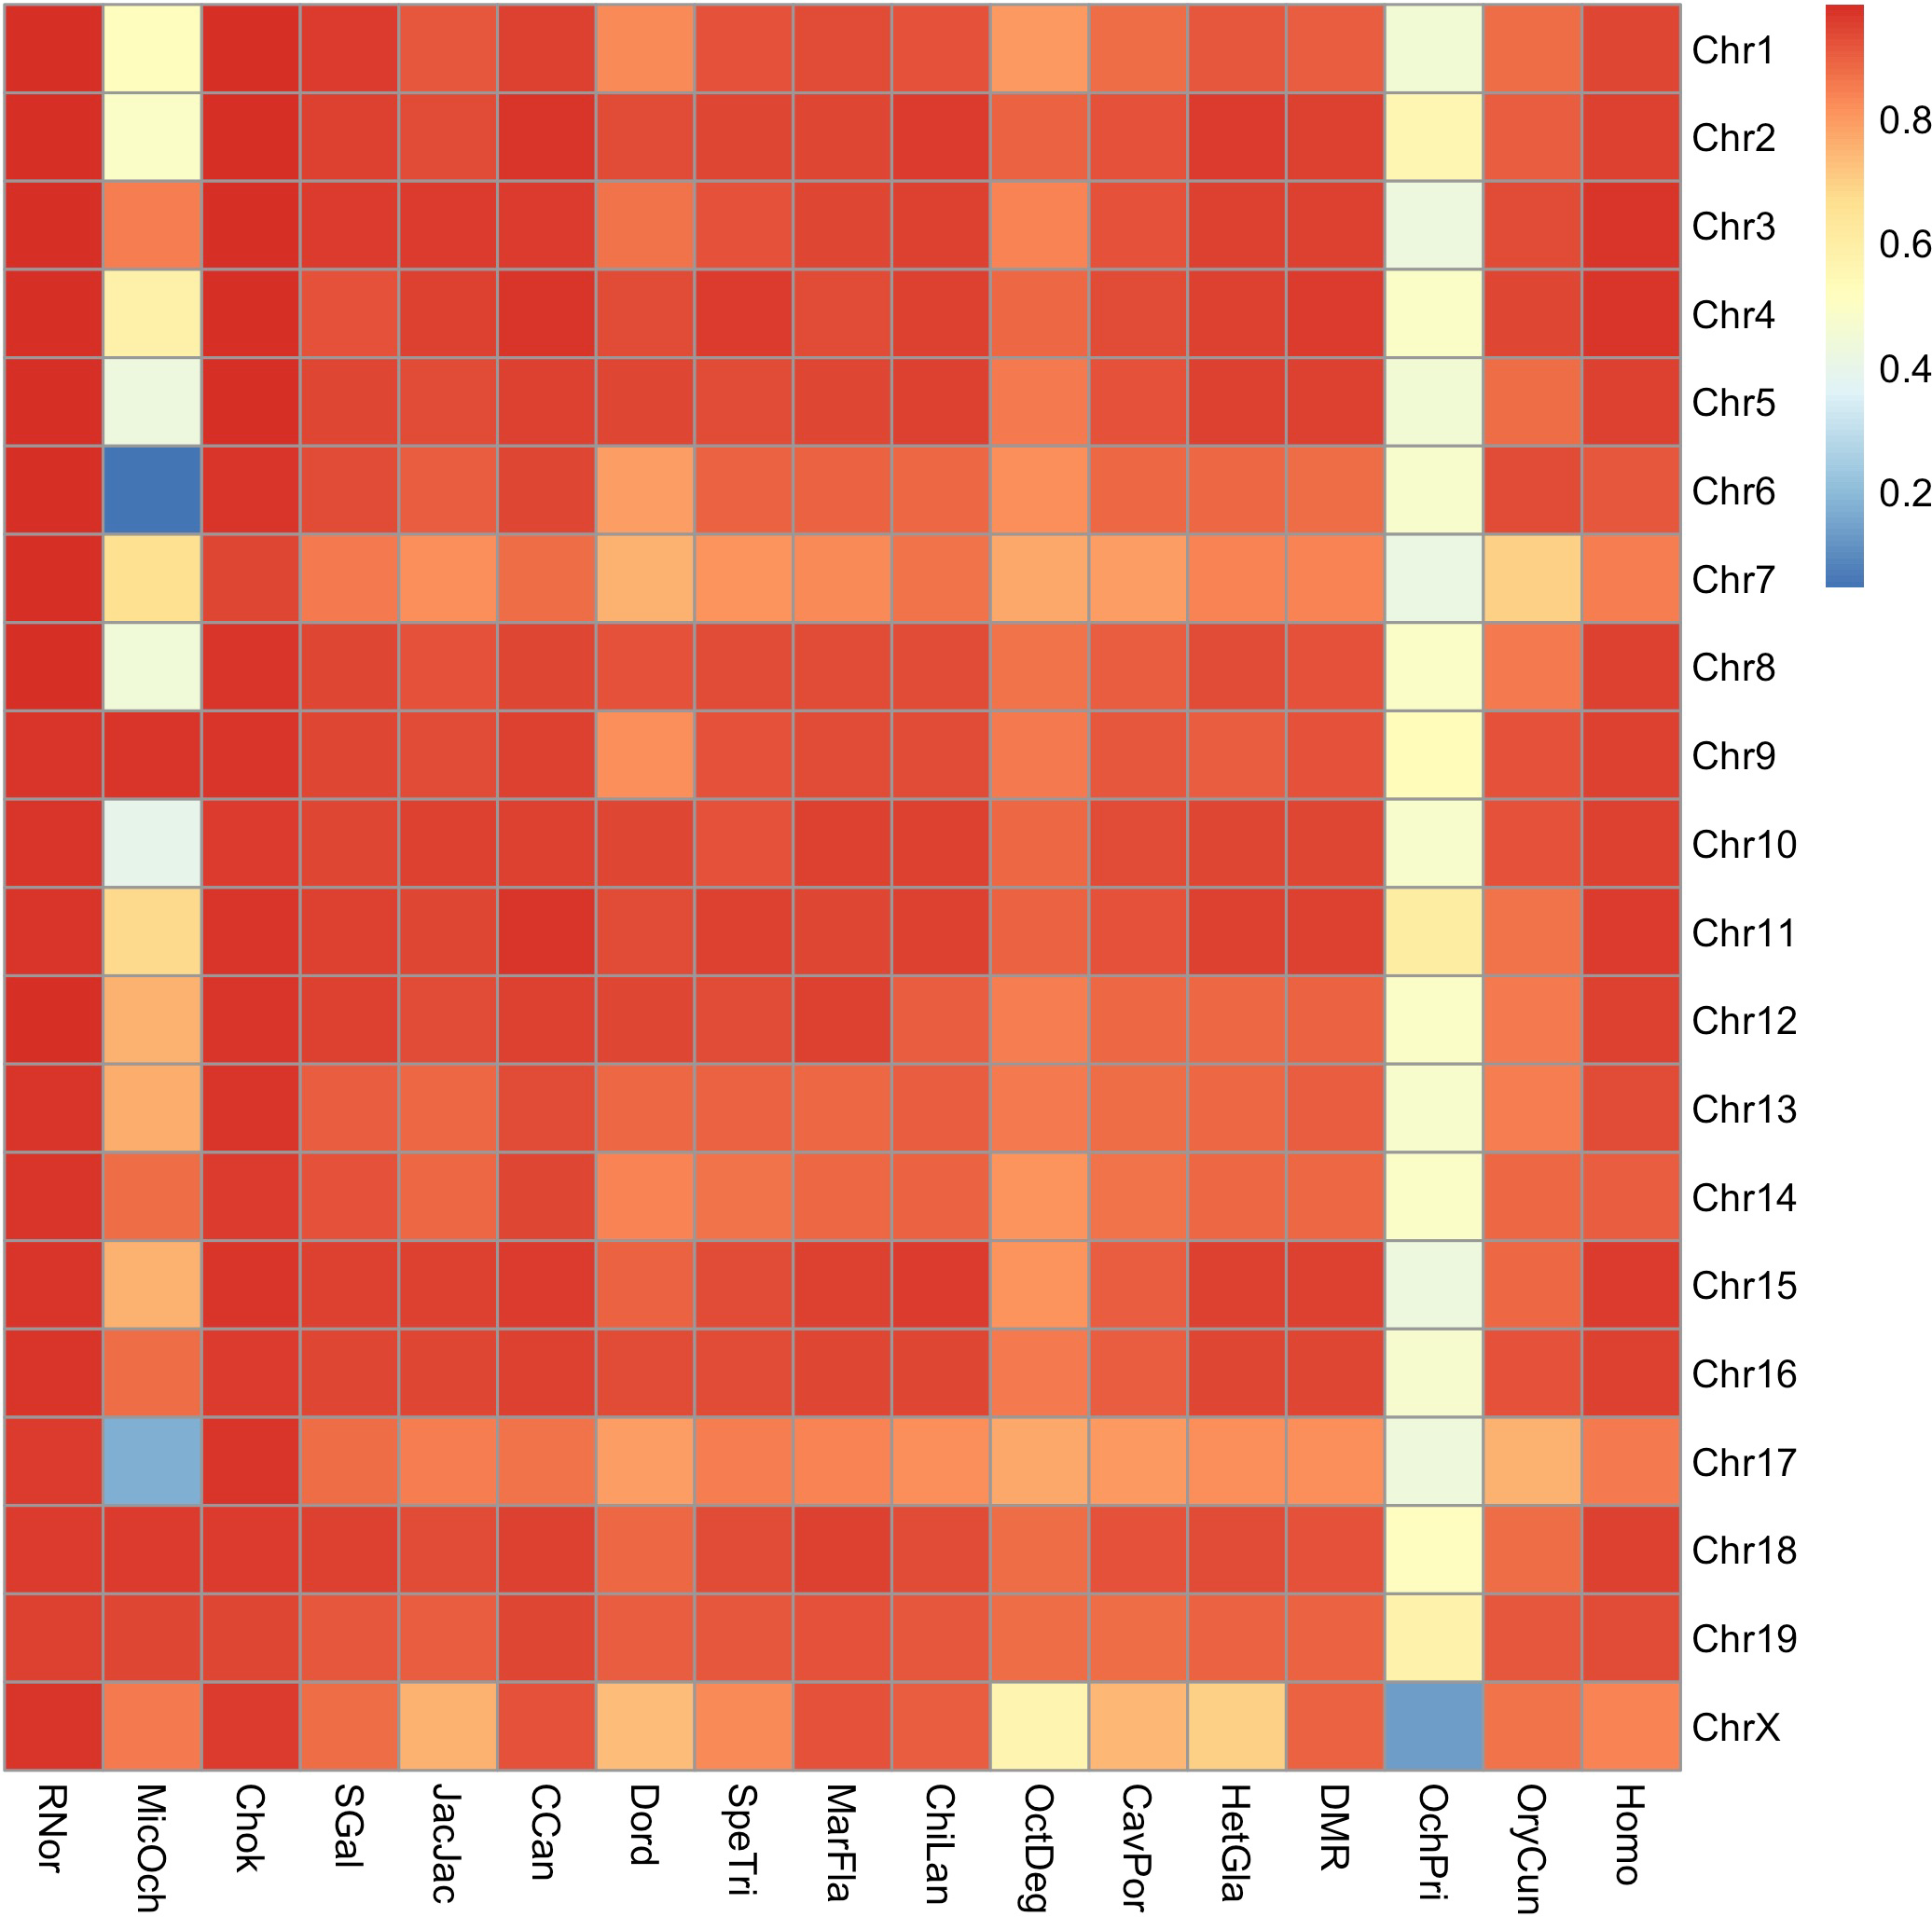 Chr1
Chr2
Chr3
Chr4
Chr5
Chr6
Chr7
Chr8
Chr9
Chr10
Chr11
Chr12
Chr13
Chr14
Chr15
Chr16
Chr17
Chr18
Chr19
ChrX
RNor
MicOch
Chok
SGal
JacJac
CCan
Dord
SpeTri
MarFla
ChiLan
OctDeg
CavPor
HetGla
DMR
OchPri
OryCun
Homo
0.8
0.6
0.4
0.2